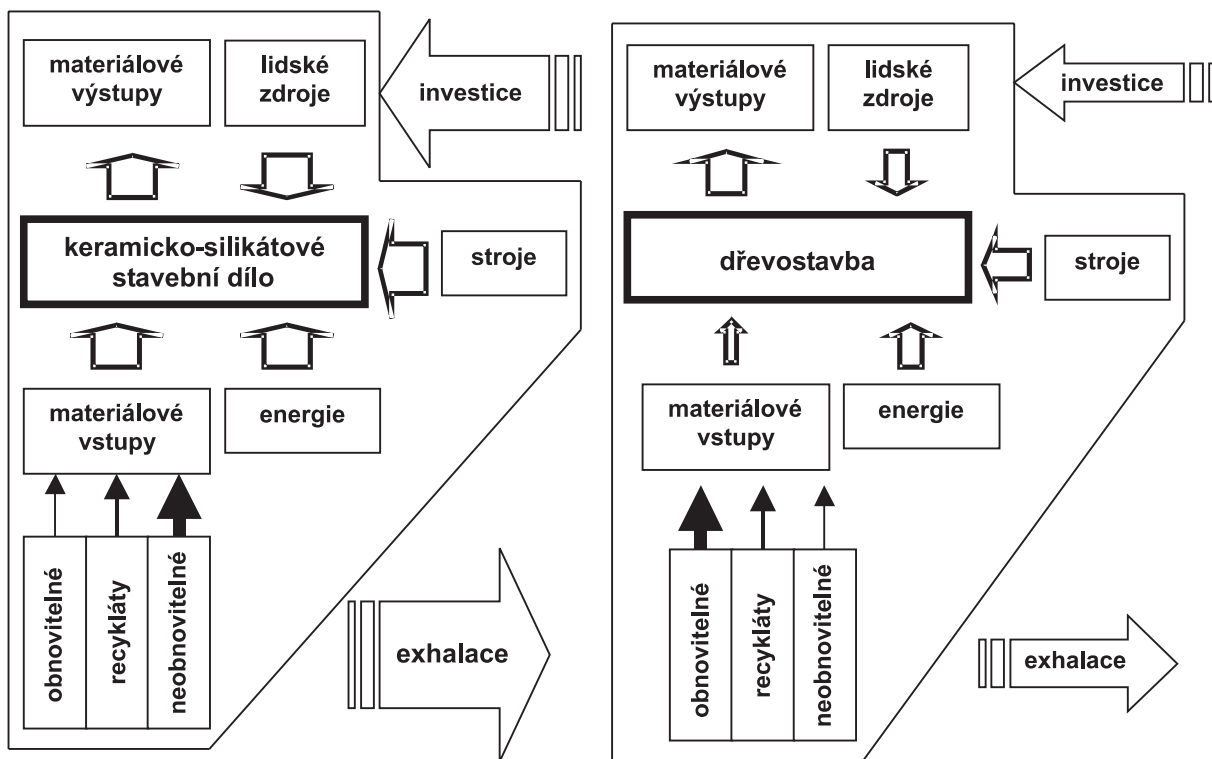 materiálové
výstupy
lidské
zdroje
investice
keramicko-silikátové
stavební dílo
stroje
materiálové
vstupy
energie
obnovitelné
recykláty
neobnovitelné
exhalace
materiálové
výstupy
lidské
zdroje
investice
dřevostavba
stroje
materiálové
vstupy
energie
obnovitelné
recykláty
neobnovitelné
exhalace